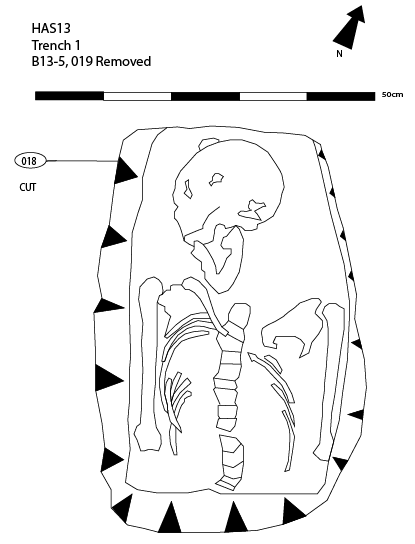 HAS13
Trench 1
B13-5, 019 Removed
N
50cm
018
CUT